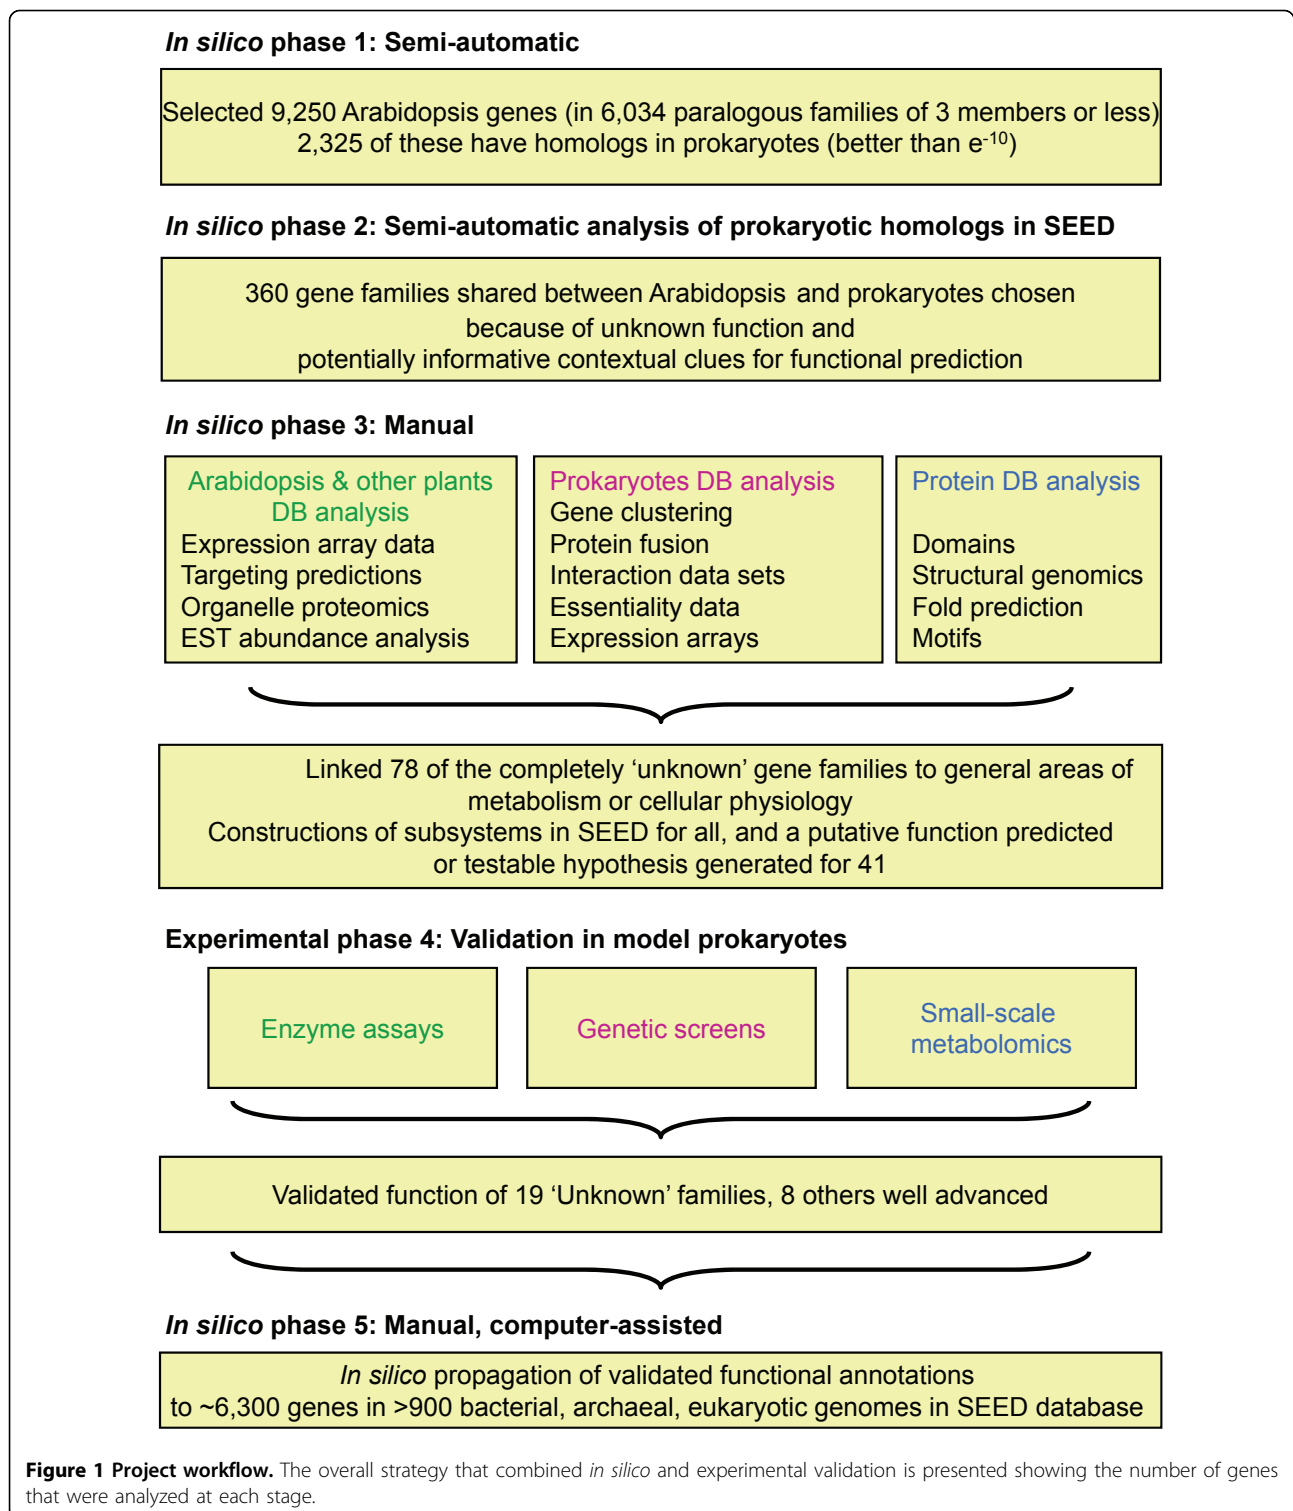 In silico phase 1: Semi-automatic
Selected 9,250 Arabidopsis genes (in 6,034 paralogous families of 3 members or less)
2,325 of these have homologs in prokaryotes (better than e-10)
In silico phase 2: Semi-automatic analysis of prokaryotic homologs in SEED
360 gene families shared between Arabidopsis and prokaryotes chosen
because of unknown function and
potentially informative contextual clues for functional prediction
In silico phase 3: Manual
Arabidopsis & other plants
DB analysis
Expression array data
Targeting predictions
Organelle proteomics
EST abundance analysis
Prokaryotes DB analysis
Gene clustering
Protein fusion
Interaction data sets
Essentiality data
Expression arrays
Protein DB analysis
Domains
Structural genomics
Fold prediction
Motifs
Linked 78 of the completely ‘unknown’ gene families to general areas of
metabolism or cellular physiology
Constructions of subsystems in SEED for all, and a putative function predicted
or testable hypothesis generated for 41
Experimental phase 4: Validation in model prokaryotes
Enzyme assays
Genetic screens
Small-scale
metabolomics
Validated function of 19 ‘Unknown’ families, 8 others well advanced
In silico phase 5: Manual, computer-assisted
In silico propagation of validated functional annotations
to ~6,300 genes in >900 bacterial, archaeal, eukaryotic genomes in SEED database
Figure 1 Project workflow. The overall strategy that combined in silico and experimental validation is presented showing the number of genes
that were analyzed at each stage.